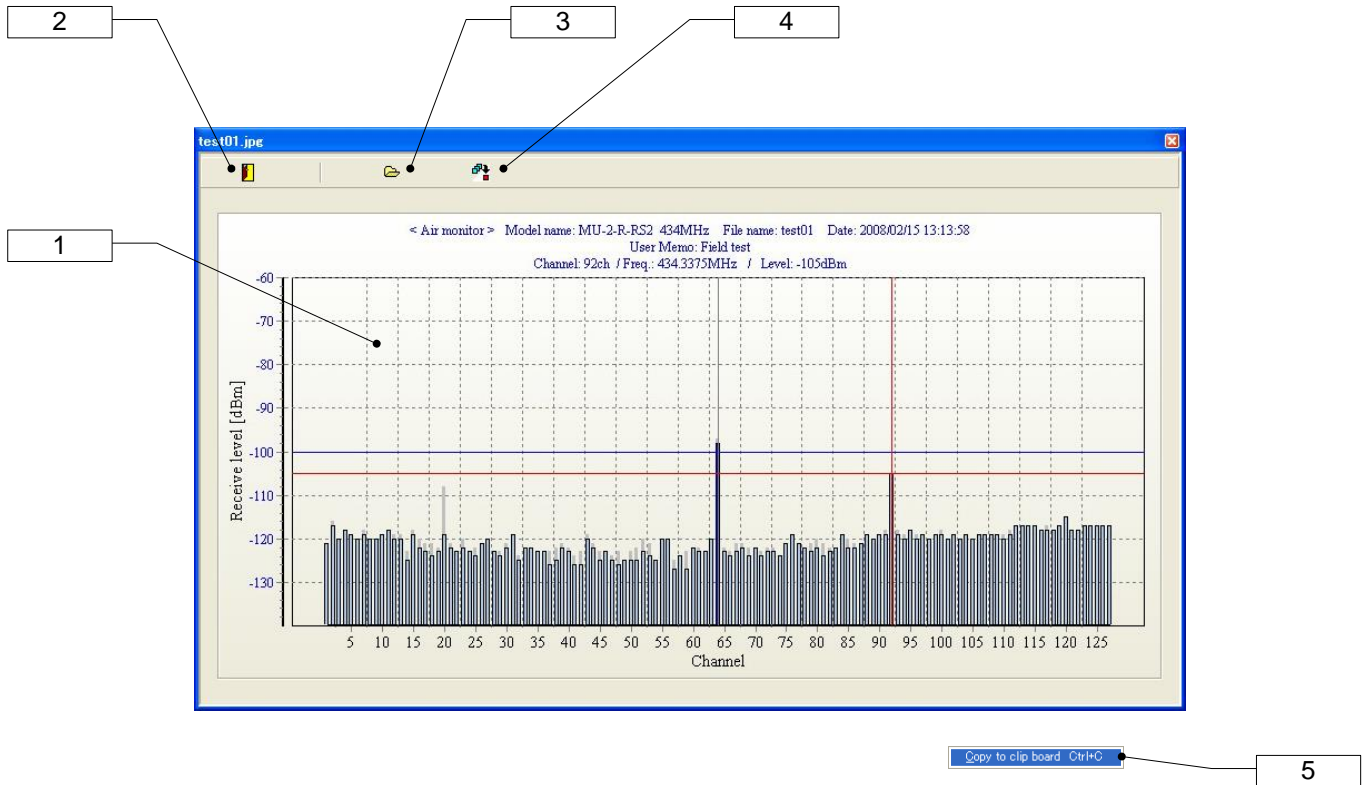 2
3
4
test01.jpg
1
< Air monitor > Model name: MU-2-R-RS2 434MHz File name: test01 Date: 2008/02/15 13:13:58
User Memo: Field test
Channel: 92ch / Freq.: 434.3375MHz / Level: -105dBm
-60
-70
-80
-90
-100
-110
-120
-130
Receive level [dBm]
5 10 15 20 25 30 35 40 45 50 55 60 65 70 75 80 85 90 95 100 105 110 115 120 125
Channel
Copy to clip board Ctrl+C
5